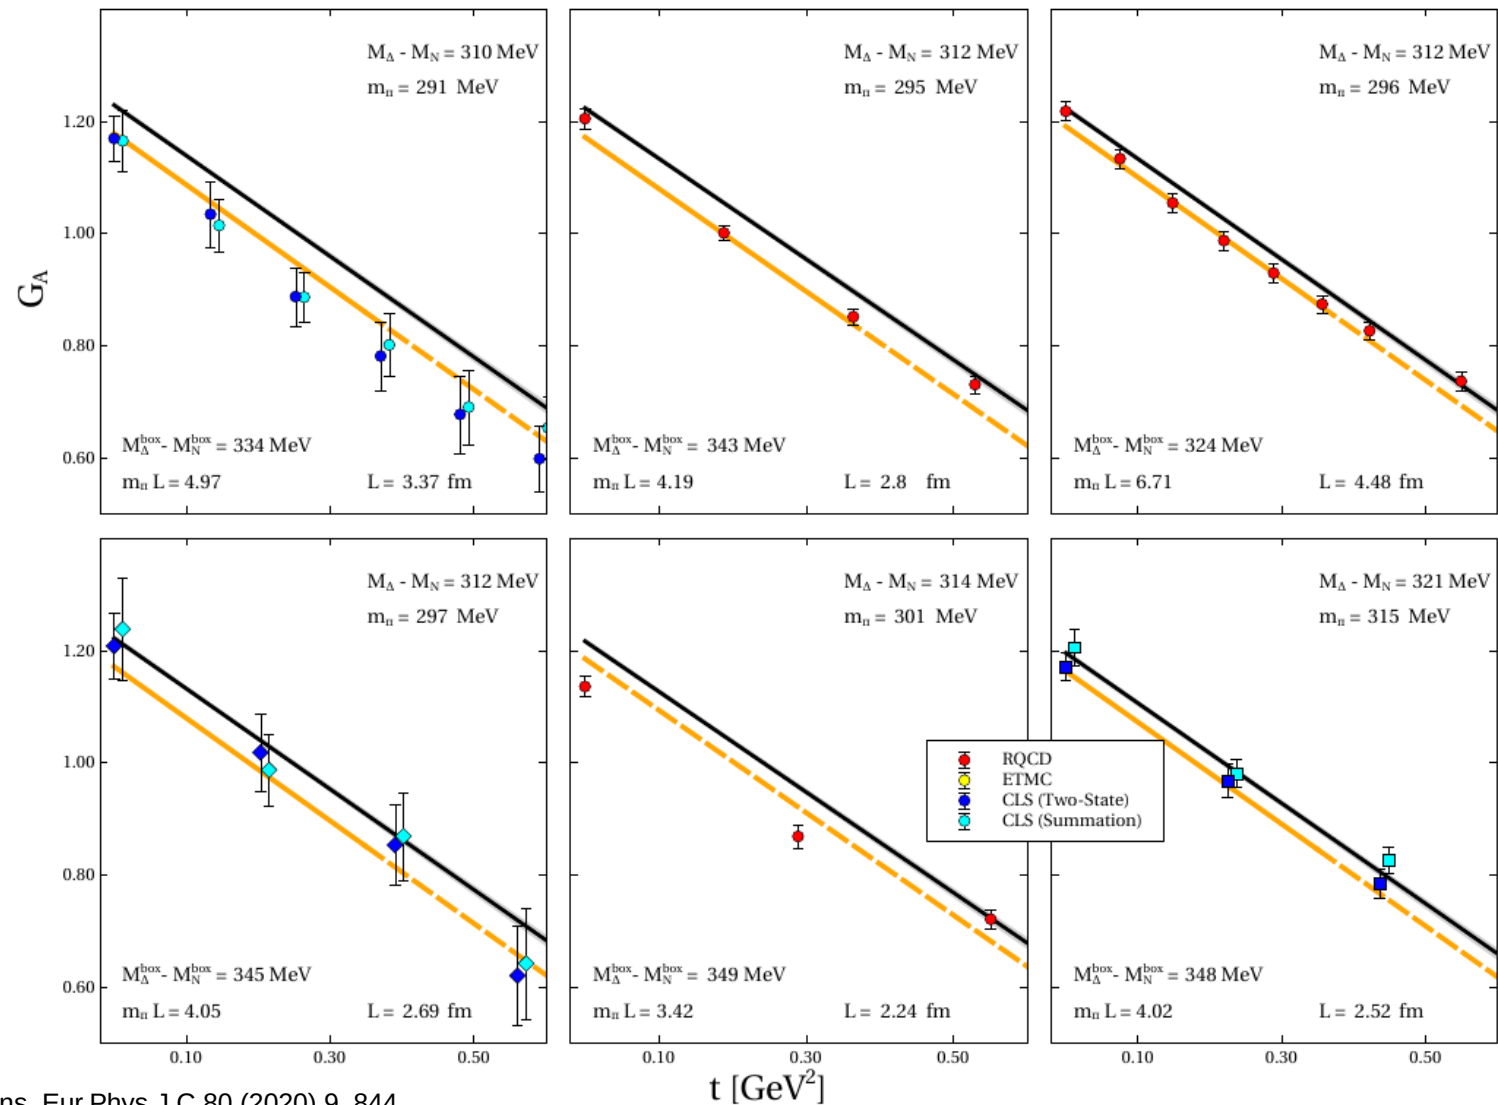 M_Δ - M_N = 310 MeV
m_π = 291 MeV
M_Δ^box - M_N^box = 334 MeV
m_π L = 4.97 L = 3.37 fm
M_Δ - M_N = 312 MeV
m_π = 295 MeV
M_Δ^box - M_N^box = 343 MeV
m_π L = 4.19 L = 2.8 fm
M_Δ - M_N = 312 MeV
m_π = 296 MeV
M_Δ^box - M_N^box = 324 MeV
m_π L = 6.71 L = 4.48 fm
1.20
1.00
0.80
0.60
G_A
M_Δ - M_N = 312 MeV
m_π = 297 MeV
M_Δ^box - M_N^box = 345 MeV
m_π L = 4.05 L = 2.69 fm
M_Δ - M_N = 314 MeV
m_π = 301 MeV
M_Δ^box - M_N^box = 349 MeV
m_π L = 3.42 L = 2.24 fm
M_Δ - M_N = 321 MeV
m_π = 315 MeV
RQCD
ETMC
CLS (Two-State)
CLS (Summation)
M_Δ^box - M_N^box = 348 MeV
m_π L = 4.02 L = 2.52 fm
1.20
1.00
0.80
0.60
0.10 0.30 0.50 0.10 0.30 0.50 0.10 0.30 0.50
t [GeV²]
Eur.Phys.J.C 80 (2020) 9, 844